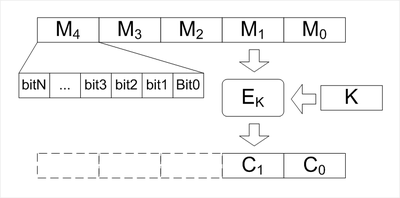 M4 M3 M2 M1 M0
bitN ... bit3 bit2 bit1 Bit0
EK
K
C1 C0